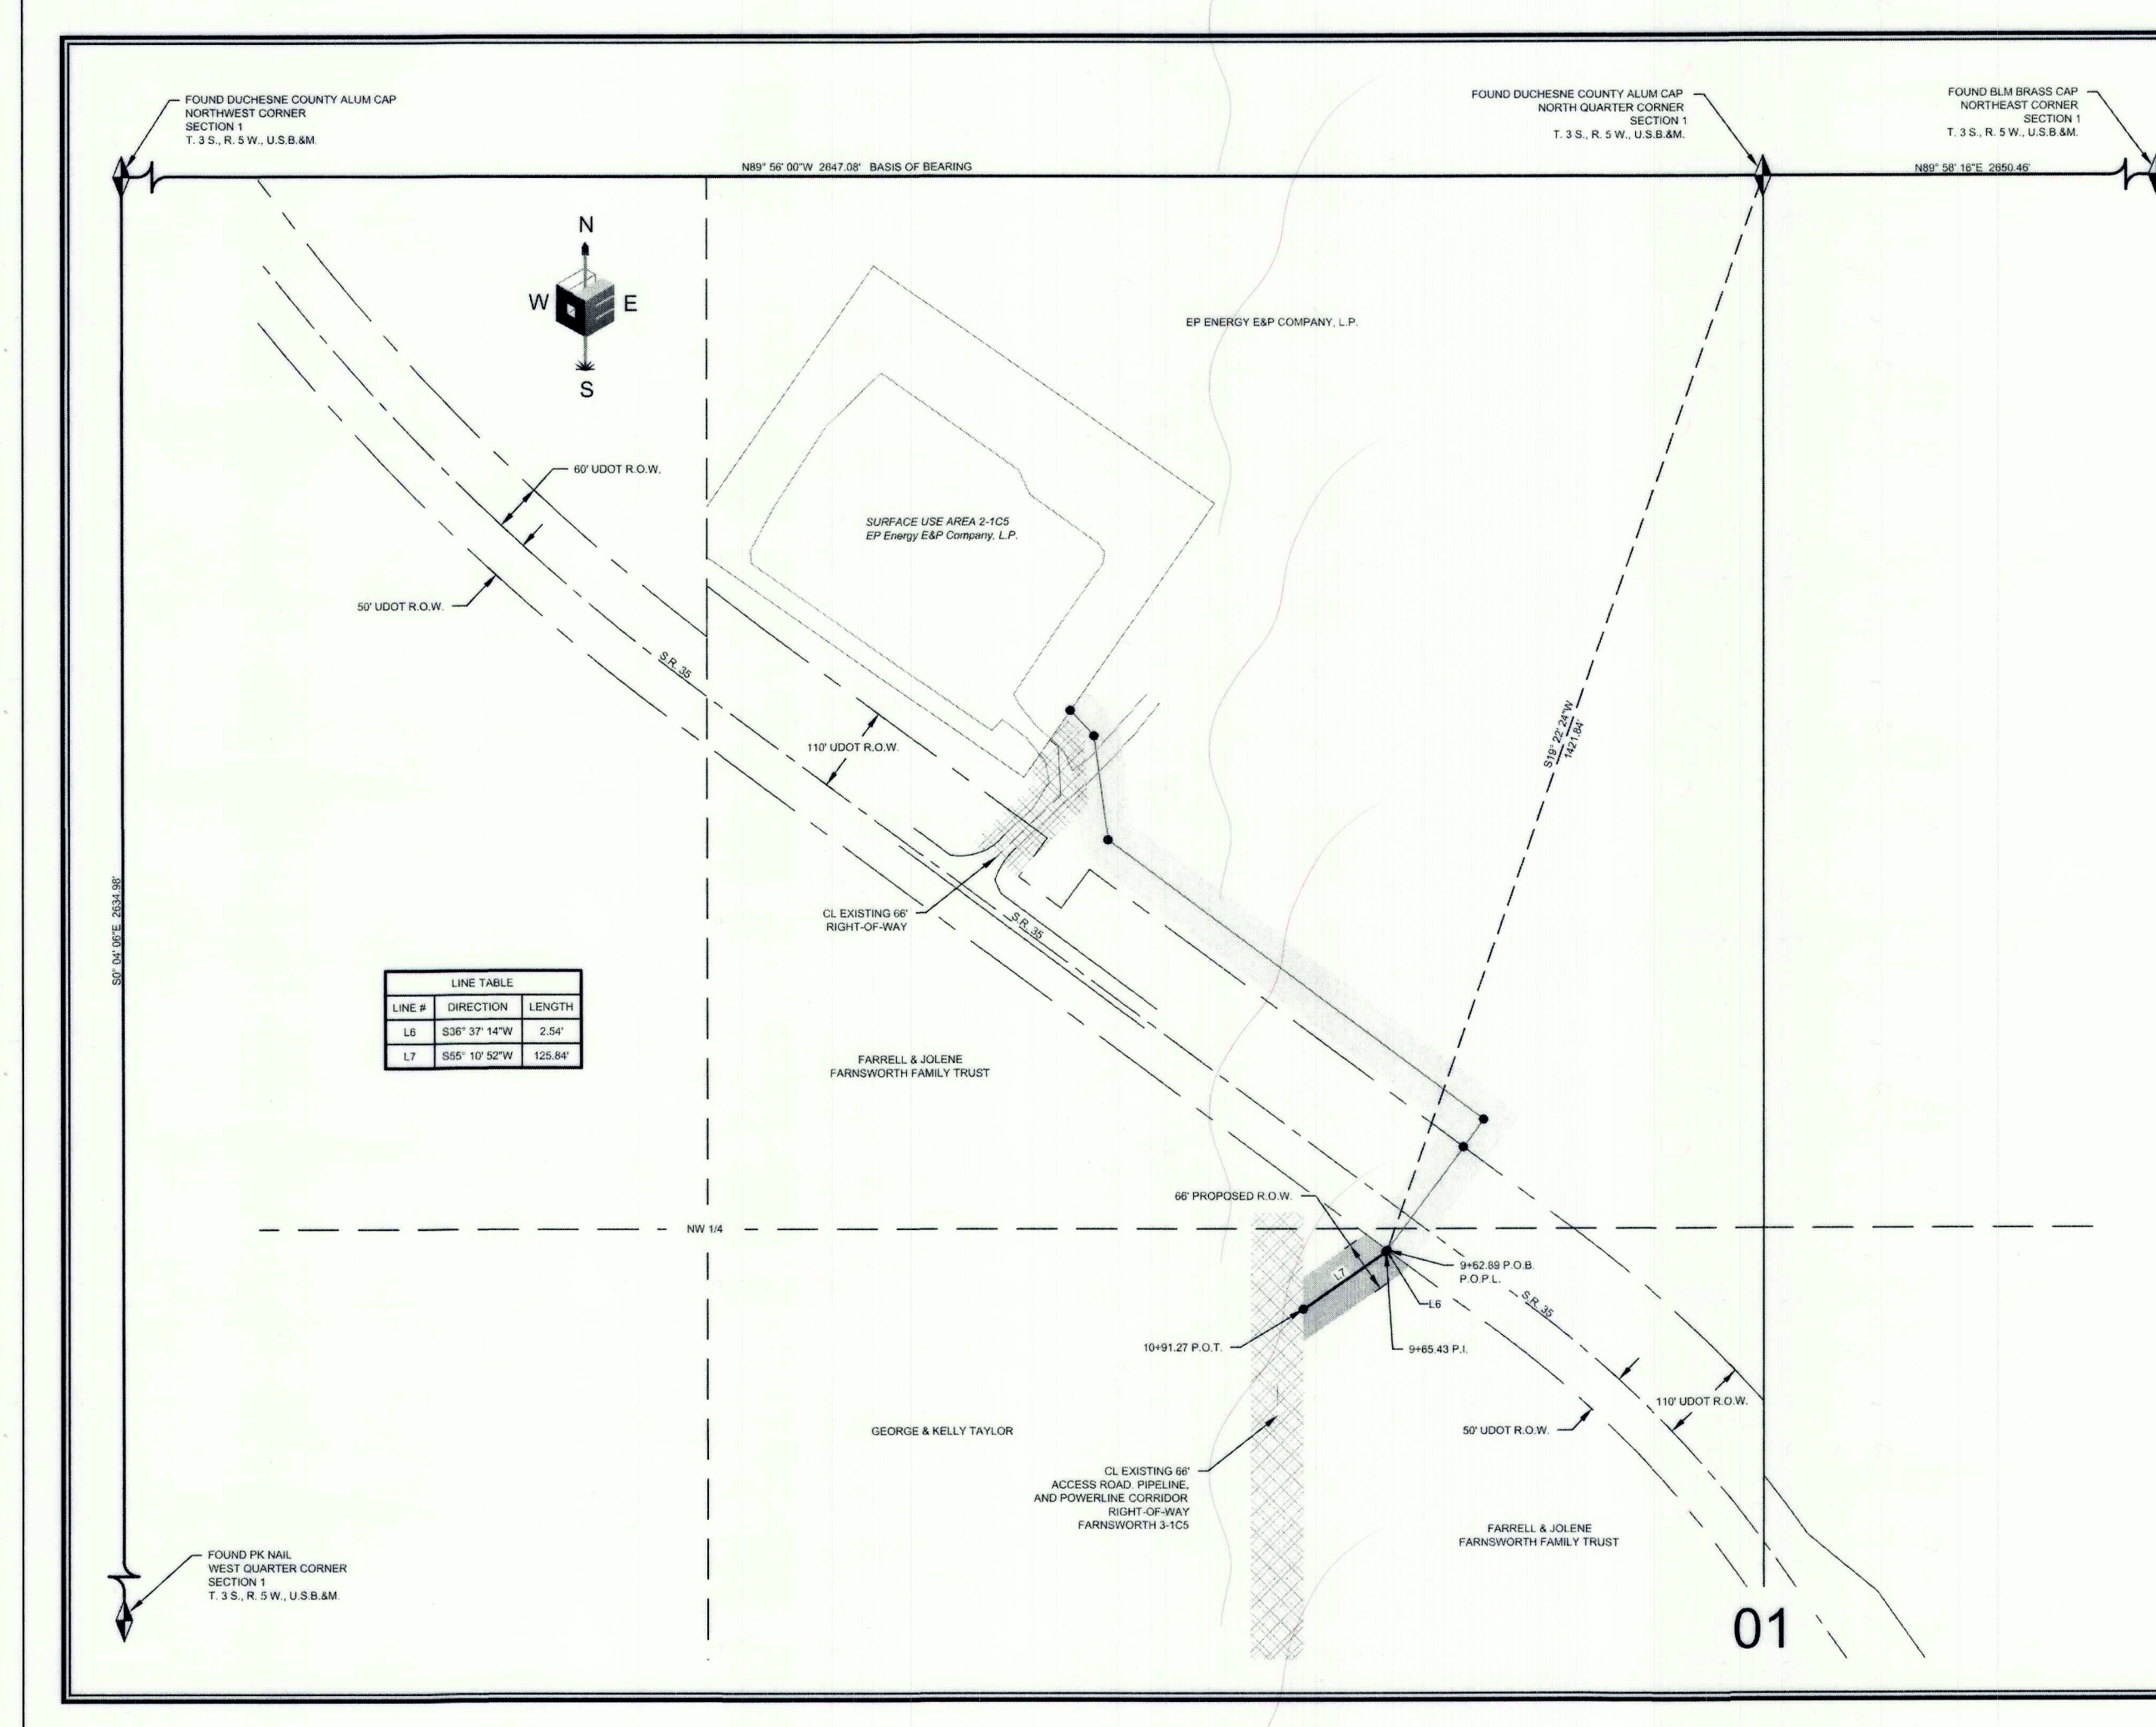 FOUND DUCHESNE COUNTY ALUM CAP
NORTHWEST CORNER
SECTION 1
T. 3 S., R. 5 W., U.S.B.&M.
FOUND DUCHESNE COUNTY ALUM CAP
NORTH QUARTER CORNER
SECTION 1
T. 3 S., R. 5 W., U.S.B.&M.
FOUND BLM BRASS CAP
NORTHEAST CORNER
SECTION 1
T. 3 S., R. 5 W., U.S.B.&M.
N89° 56' 00"W 2647.08' BASIS OF BEARING
N89° 58' 16"E 2650.46'
N
W E
S
EP ENERGY E&P COMPANY, L.P.
60' UDOT R.O.W.
SURFACE USE AREA 2-1C5
EP Energy E&P Company, L.P.
50' UDOT R.O.W.
S.R. 35
S19° 22' 24"W
1421.84'
110' UDOT R.O.W.
CL EXISTING 66'
RIGHT-OF-WAY
S.R. 35
S0° 04' 06"E 2634.98'
LINE TABLE
LINE # DIRECTION LENGTH
L6 S36° 37' 14"W 2.54'
L7 S55° 10' 52"W 125.84'
FARRELL & JOLENE
FARNSWORTH FAMILY TRUST
66' PROPOSED R.O.W.
NW 1/4
9+62.89 P.O.B.
P.O.P.L.
L7
L6
S.R. 35
10+91.27 P.O.T.
9+65.43 P.I.
110' UDOT R.O.W.
GEORGE & KELLY TAYLOR
50' UDOT R.O.W.
CL EXISTING 66'
ACCESS ROAD, PIPELINE,
AND POWERLINE CORRIDOR
RIGHT-OF-WAY
FARNSWORTH 3-1C5
FARRELL & JOLENE
FARNSWORTH FAMILY TRUST
FOUND PK NAIL
WEST QUARTER CORNER
SECTION 1
T. 3 S., R. 5 W., U.S.B.&M.
01